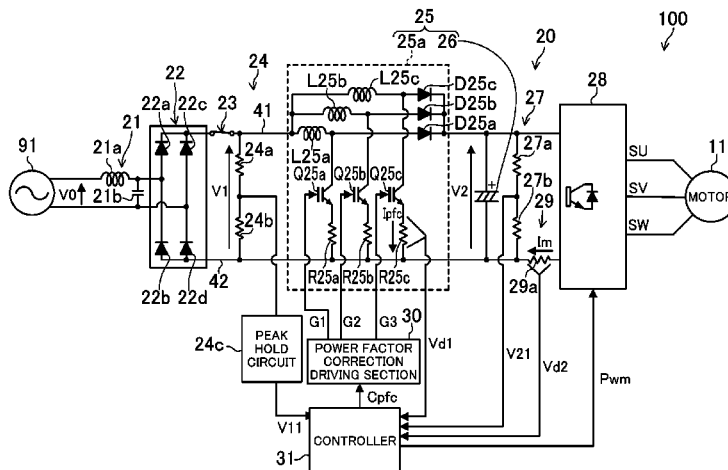 100
25
25a
26
20
24
L25c
L25b
28
22
22a
22c
23
41
D25c
D25b
D25a
27
27a
91
21
21a
L25a
24a
Q25a
Q25b
Q25c
V0
21b
V1
V2
27b
SU
SV
SW
11
MOTOR
24b
Ipfc
29
Im
29a
22b
22d
42
R25a
R25b
R25c
24c
PEAK
HOLD
CIRCUIT
G1
G2
G3
30
Vd1
V21
Vd2
Pwm
POWER FACTOR
CORRECTION
DRIVING SECTION
Cpfc
V11
CONTROLLER
31